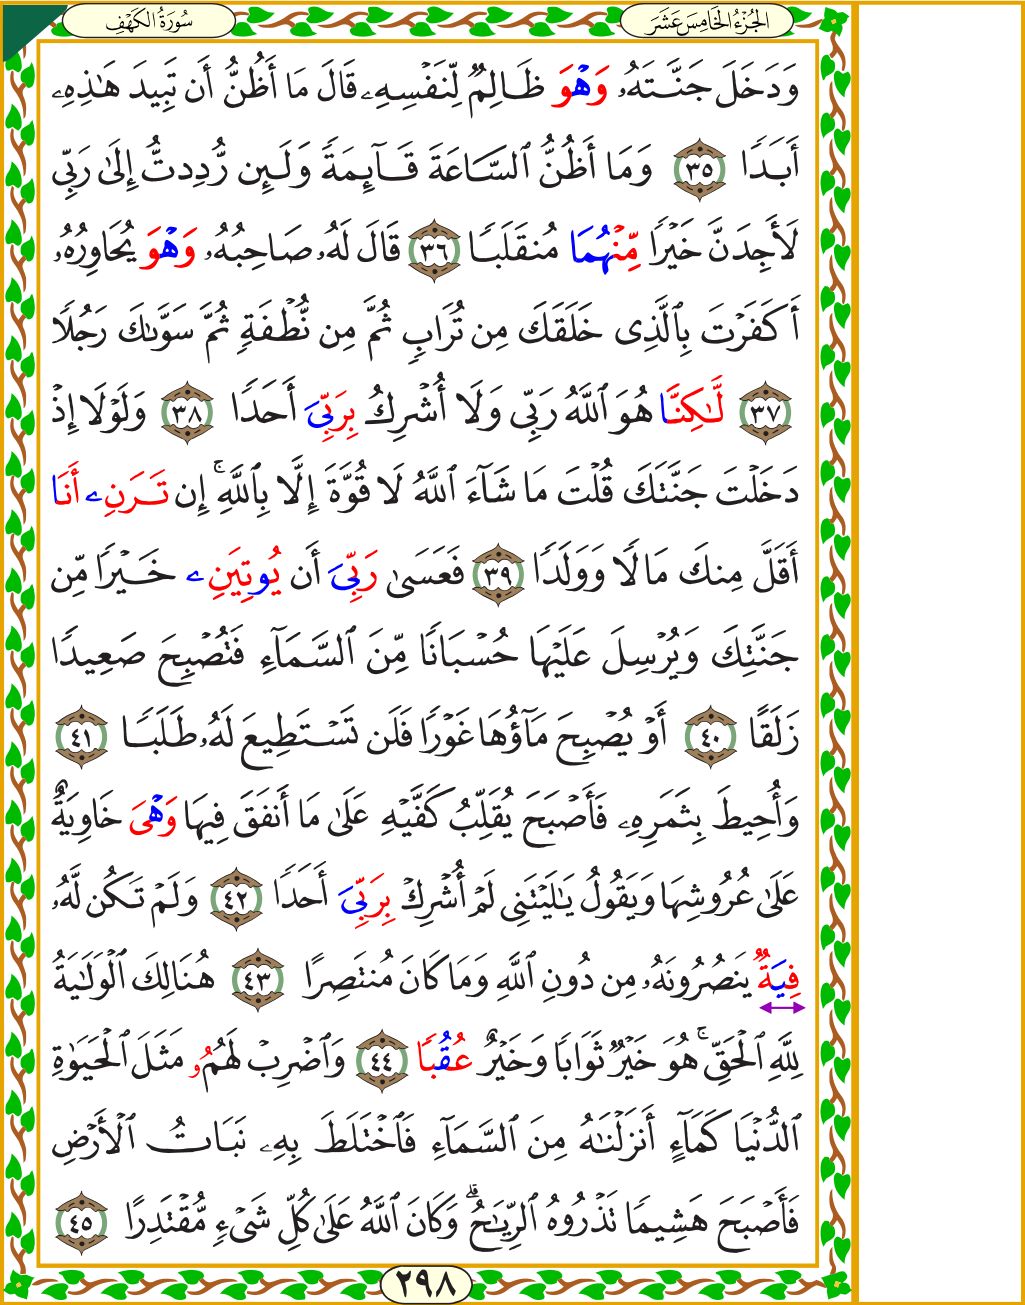 الجُزْءُ الخَامِسَ عَشَرَ
سُورَةُ الكَهْفِ
وَدَخَلَ جَنَّتَهُۥ وَهْوَ ظَالِمٌ لِّنَفْسِهِۦ قَالَ مَا أَظُنُّ أَن تَبِيدَ هَٰذِهِۦ
أَبَدًا ٣٥ وَمَا أَظُنُّ ٱلسَّاعَةَ قَآئِمَةً وَلَئِن رُّدِدتُّ إِلَىٰ رَبِّى
لَأَجِدَنَّ خَيْرًا مِّنْهُمَا مُنقَلَبًا ٣٦ قَالَ لَهُۥ صَاحِبُهُۥ وَهْوَ يُحَاوِرُهُۥ
أَكَفَرْتَ بِٱلَّذِى خَلَقَكَ مِن تُرَابٍ ثُمَّ مِن نُّطْفَةٍ ثُمَّ سَوَّىٰكَ رَجُلًا
٣٧ لَّٰكِنَّا هُوَ ٱللَّهُ رَبِّى وَلَا أُشْرِكُ بِرَبِّىَ أَحَدًا ٣٨ وَلَوْلَا إِذْ
دَخَلْتَ جَنَّتَكَ قُلْتَ مَا شَآءَ ٱللَّهُ لَا قُوَّةَ إِلَّا بِٱللَّهِ ۚ إِن تَرَنِۦ أَنَا
أَقَلَّ مِنكَ مَالًا وَوَلَدًا ٣٩ فَعَسَىٰ رَبِّىَ أَن يُوتِيَنِۦ خَيْرًا مِّن
جَنَّتِكَ وَيُرْسِلَ عَلَيْهَا حُسْبَانًا مِّنَ ٱلسَّمَآءِ فَتُصْبِحَ صَعِيدًا
زَلَقًا ٤٠ أَوْ يُصْبِحَ مَآؤُهَا غَوْرًا فَلَن تَسْتَطِيعَ لَهُۥ طَلَبًا ٤١
وَأُحِيطَ بِثَمَرِهِۦ فَأَصْبَحَ يُقَلِّبُ كَفَّيْهِ عَلَىٰ مَا أَنفَقَ فِيهَا وَهْىَ خَاوِيَةٌ
عَلَىٰ عُرُوشِهَا وَيَقُولُ يَٰلَيْتَنِى لَمْ أُشْرِكْ بِرَبِّىَ أَحَدًا ٤٢ وَلَمْ تَكُن لَّهُۥ
فِيَةٌ يَنصُرُونَهُۥ مِن دُونِ ٱللَّهِ وَمَا كَانَ مُنتَصِرًا ٤٣ هُنَالِكَ ٱلْوَلَٰيَةُ
لِلَّهِ ٱلْحَقِّ ۚ هُوَ خَيْرٌ ثَوَابًا وَخَيْرٌ عُقُبًا ٤٤ وَٱضْرِبْ لَهُمُۥ مَثَلَ ٱلْحَيَوٰةِ
ٱلدُّنْيَا كَمَآءٍ أَنزَلْنَٰهُ مِنَ ٱلسَّمَآءِ فَٱخْتَلَطَ بِهِۦ نَبَاتُ ٱلْأَرْضِ
فَأَصْبَحَ هَشِيمًا تَذْرُوهُ ٱلرِّيَٰحُ ۗ وَكَانَ ٱللَّهُ عَلَىٰ كُلِّ شَىْءٍ مُّقْتَدِرًا ٤٥
٢٩٨